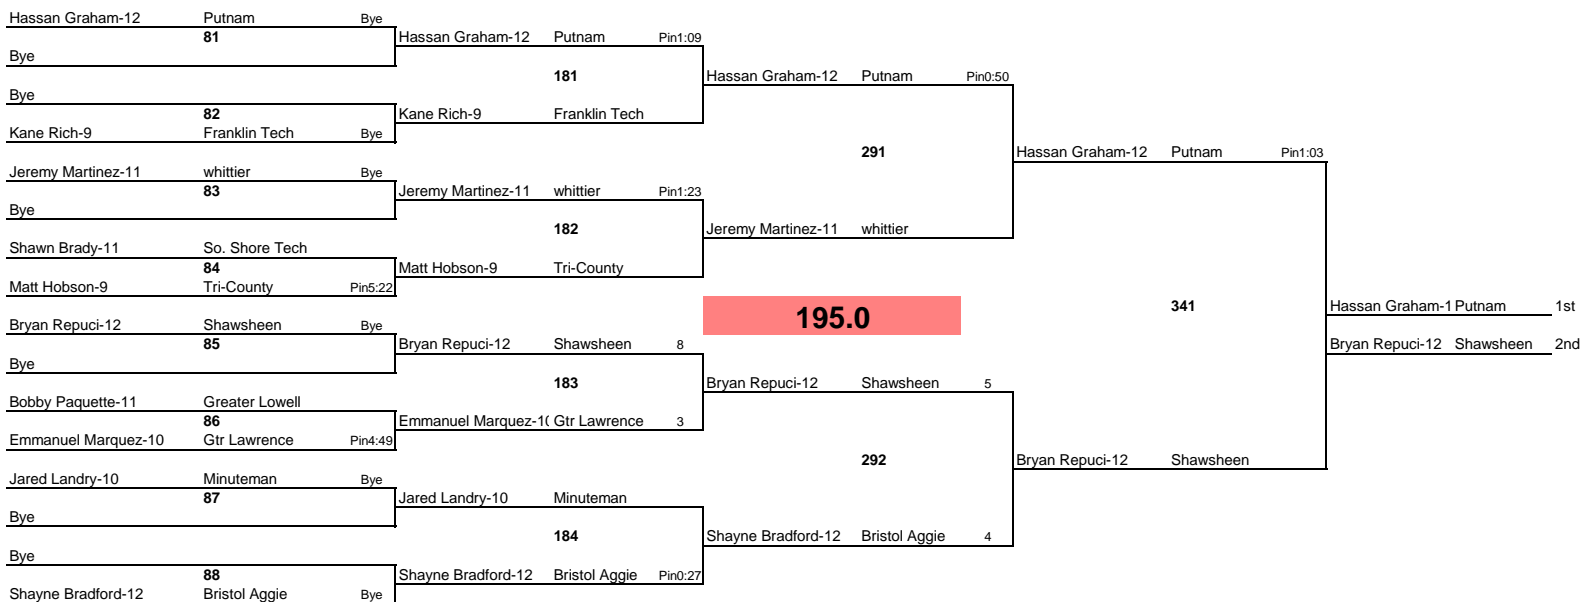 Hassan Graham-12 Putnam Bye
81
Bye
Bye
82
Kane Rich-9 Franklin Tech Bye
Jeremy Martinez-11 whittier Bye
83
Bye
Shawn Brady-11 So. Shore Tech
84
Matt Hobson-9 Tri-County Pin5:22
Bryan Repuci-12 Shawsheen Bye
85
Bye
Bobby Paquette-11 Greater Lowell
86
Emmanuel Marquez-10 Gtr Lawrence Pin4:49
Jared Landry-10 Minuteman Bye
87
Bye
Bye
88
Shayne Bradford-12 Bristol Aggie Bye
Hassan Graham-12 Putnam Pin1:09
181
Kane Rich-9 Franklin Tech
Jeremy Martinez-11 whittier Pin1:23
182
Matt Hobson-9 Tri-County
Bryan Repuci-12 Shawsheen 8
183
Emmanuel Marquez-1( Gtr Lawrence 3
Jared Landry-10 Minuteman
184
Shayne Bradford-12 Bristol Aggie Pin0:27
Hassan Graham-12 Putnam Pin0:50
291
Jeremy Martinez-11 whittier
195.0
Bryan Repuci-12 Shawsheen 5
292
Shayne Bradford-12 Bristol Aggie 4
Hassan Graham-12 Putnam Pin1:03
341
Bryan Repuci-12 Shawsheen
Hassan Graham-1 Putnam 1st
Bryan Repuci-12 Shawsheen 2nd